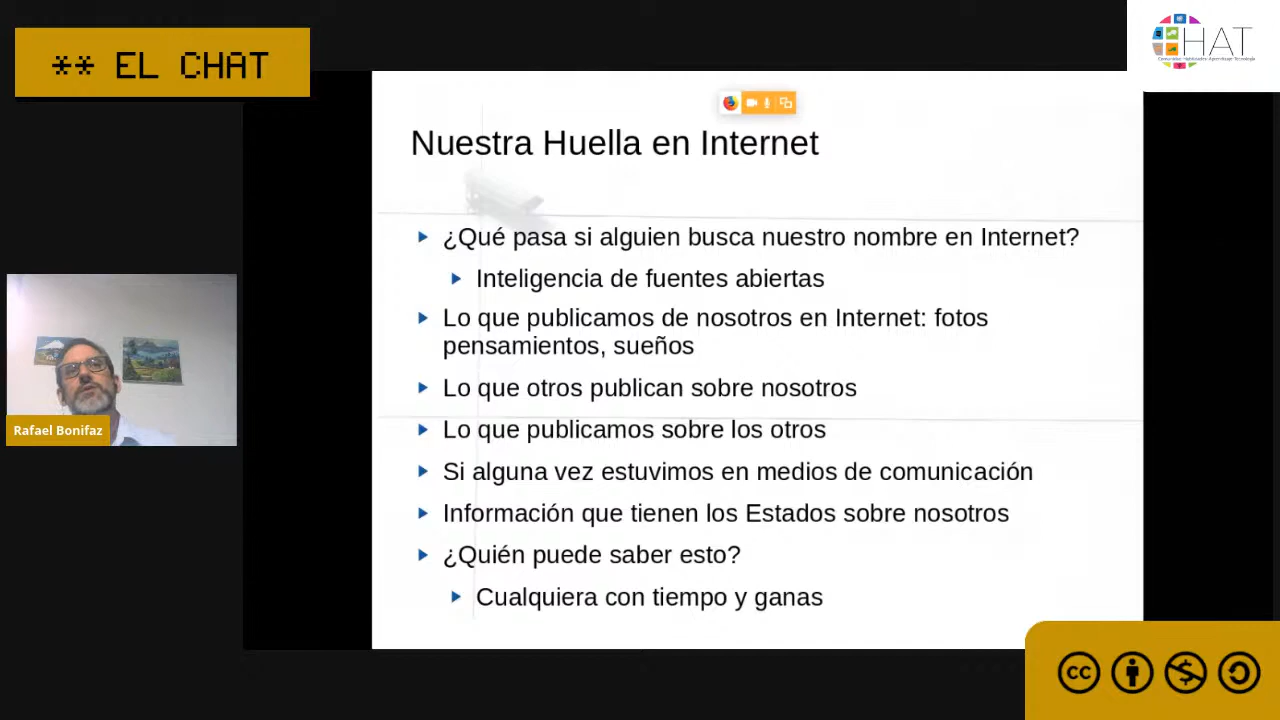 ** EL CHAT
HAT
Nuestra Huella en Internet
¿Qué pasa si alguien busca nuestro nombre en Internet?
Inteligencia de fuentes abiertas
Lo que publicamos de nosotros en Internet: fotos
pensamientos, sueños
Lo que otros publican sobre nosotros
Lo que publicamos sobre los otros
Si alguna vez estuvimos en medios de comunicación
Información que tienen los Estados sobre nosotros
¿Quién puede saber esto?
Cualquiera con tiempo y ganas
Rafael Bonifaz
cc